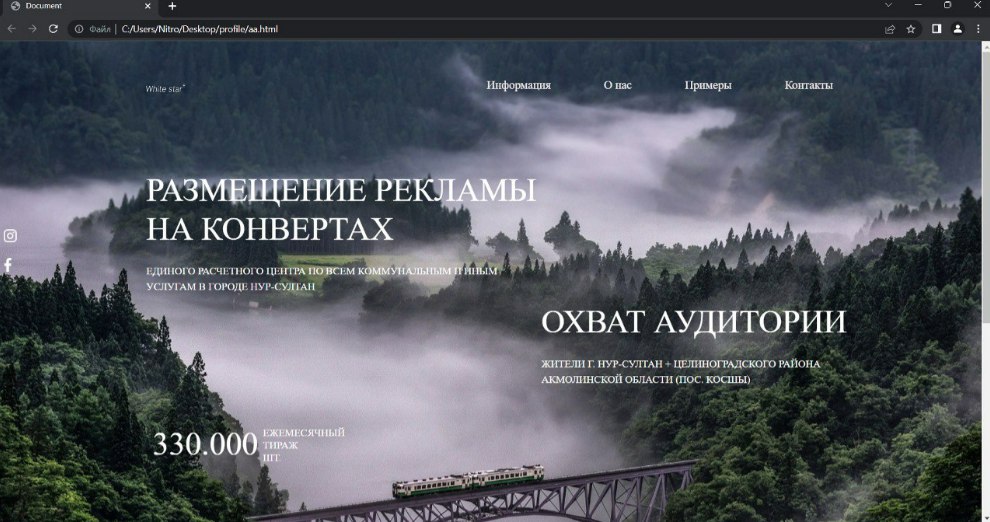 Document
Файл
C:/Users/Nitro/Desktop/profile/aa.html
White star+
Информация
О нас
Примеры
Контакты
РАЗМЕЩЕНИЕ РЕКЛАМЫ
НА КОНВЕРТАХ
ЕДИНОГО РАСЧЕТНОГО ЦЕНТРА ПО ВСЕМ КОММУНАЛЬНЫМ И ИНЫМ
УСЛУГАМ В ГОРОДЕ НУР-СУЛТАН
ОХВАТ АУДИТОРИИ
ЖИТЕЛИ Г. НУР-СУЛТАН + ЦЕЛИНОГРАДСКОГО РАЙОНА
АКМОЛИНСКОЙ ОБЛАСТИ (ПОС. КОСШЫ)
330.000
ЕЖЕМЕСЯЧНЫЙ
ТИРАЖ
ШТ.